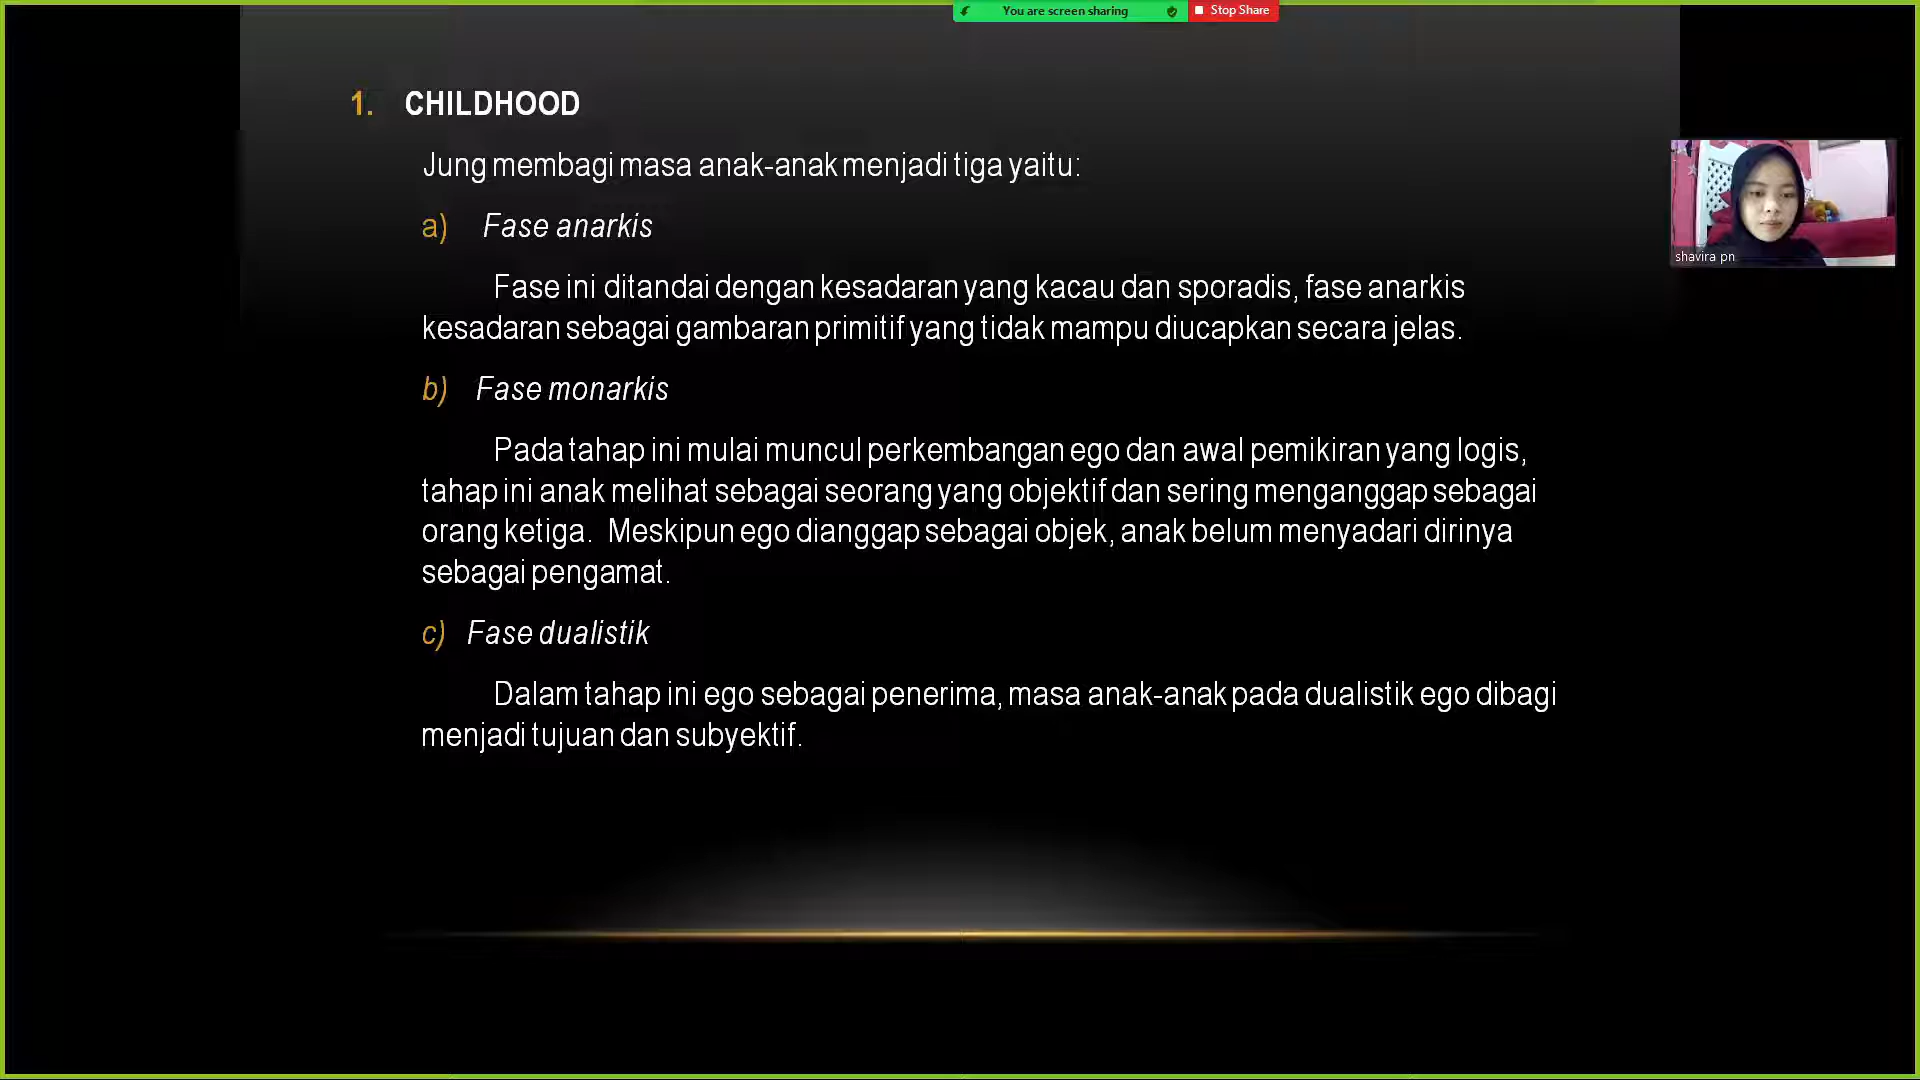 You are screen sharing
Stop Share
1. CHILDHOOD
Jung membagi masa anak-anak menjadi tiga yaitu:
a) Fase anarkis
Fase ini ditandai dengan kesadaran yang kacau dan sporadis, fase anarkis
kesadaran sebagai gambaran primitif yang tidak mampu diucapkan secara jelas.
b) Fase monarkis
Pada tahap ini mulai muncul perkembangan ego dan awal pemikiran yang logis,
tahap ini anak melihat sebagai seorang yang objektif dan sering menganggap sebagai
orang ketiga. Meskipun ego dianggap sebagai objek, anak belum menyadari dirinya
sebagai pengamat.
c) Fase dualistik
Dalam tahap ini ego sebagai penerima, masa anak-anak pada dualistik ego dibagi
menjadi tujuan dan subyektif.
shavira pn